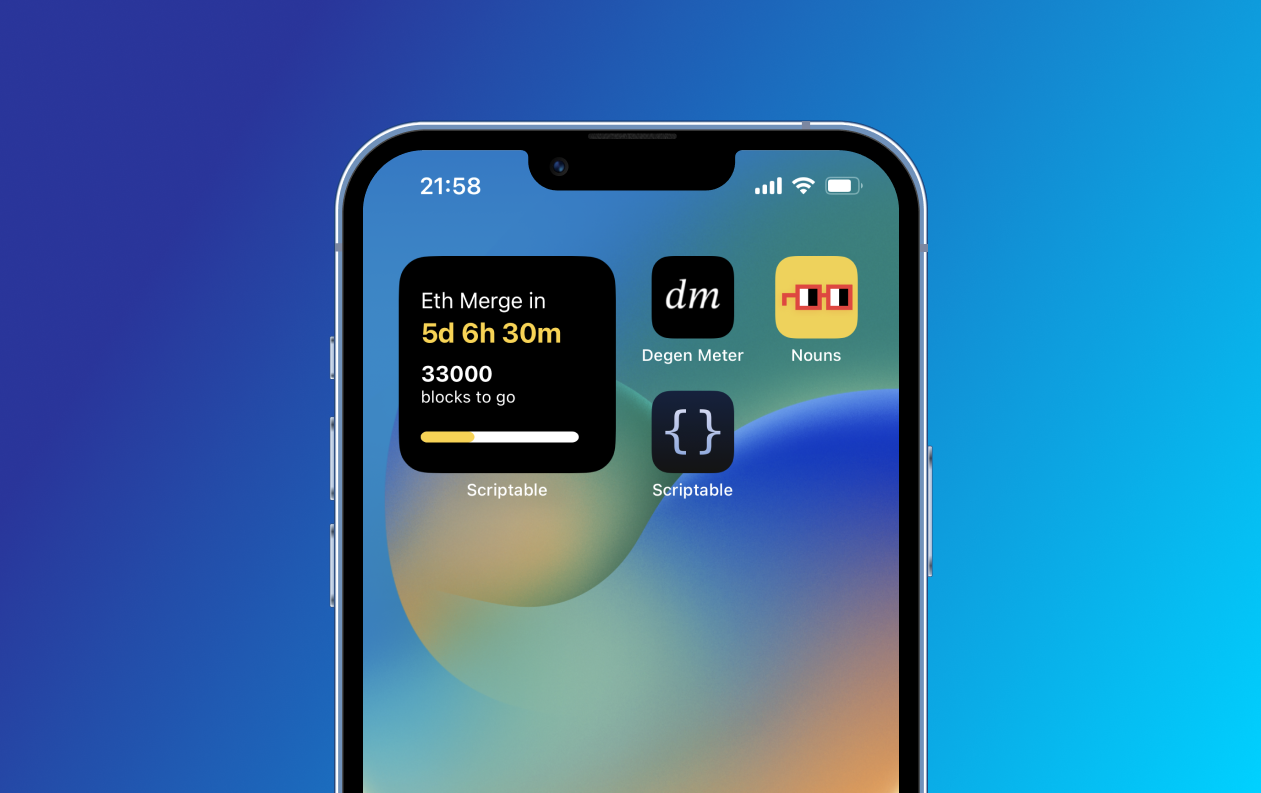 21:58
Eth Merge in
5d 6h 30m
33000
blocks to go
Scriptable
dm
Degen Meter
Nouns
{}
Scriptable